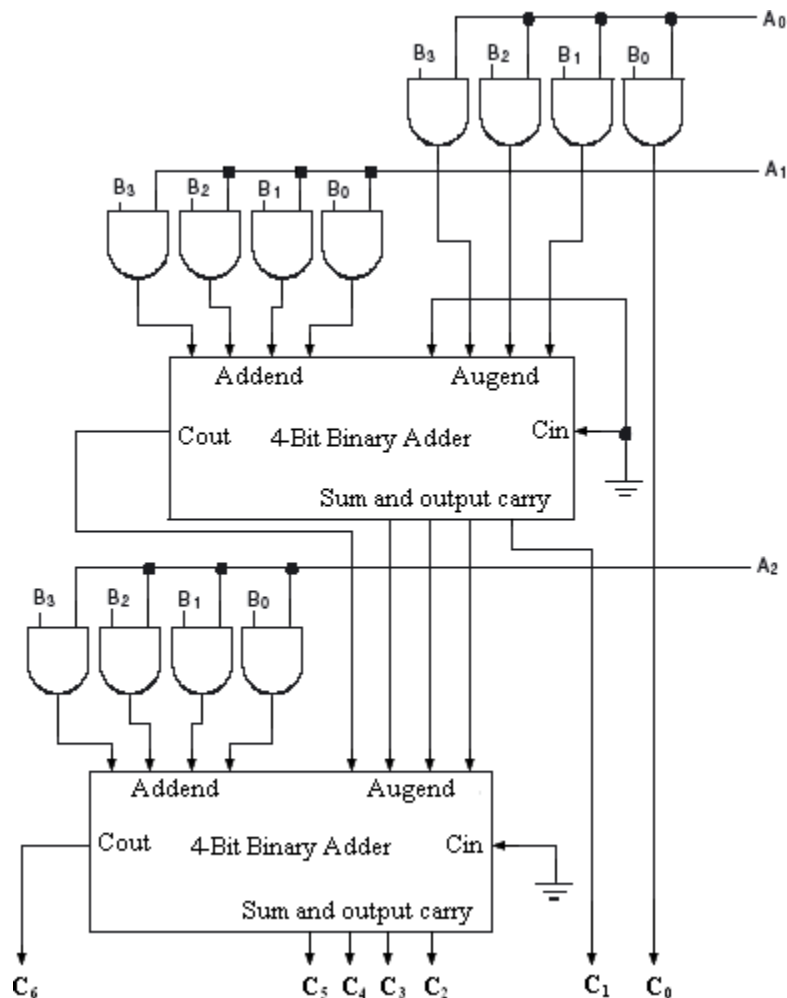 A0
B3 B2 B1 B0
A1
B3 B2 B1 B0
Addend Augend
Cout 4-Bit Binary Adder Cin
Sum and output carry
A2
B3 B2 B1 B0
Addend Augend
Cout 4-Bit Binary Adder Cin
Sum and output carry
C6 C5 C4 C3 C2 C1 C0